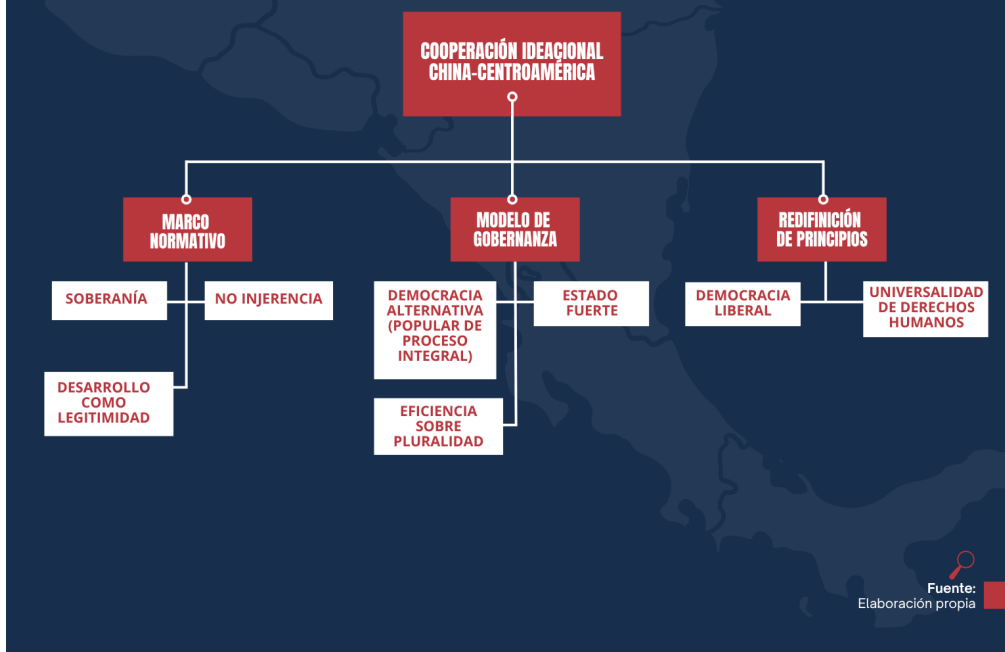 COOPERACIÓN IDEACIONAL
CHINA-CENTROAMÉRICA
MARCO
NORMATIVO
SOBERANÍA
NO INJERENCIA
DESARROLLO
COMO
LEGITIMIDAD
MODELO DE
GOBERNANZA
DEMOCRACIA
ALTERNATIVA
(POPULAR DE
PROCESO
INTEGRAL)
ESTADO
FUERTE
EFICIENCIA
SOBRE
PLURALIDAD
REDIFINICIÓN
DE PRINCIPIOS
DEMOCRACIA
LIBERAL
UNIVERSALIDAD
DE DERECHOS
HUMANOS
Fuente:
Elaboración propia